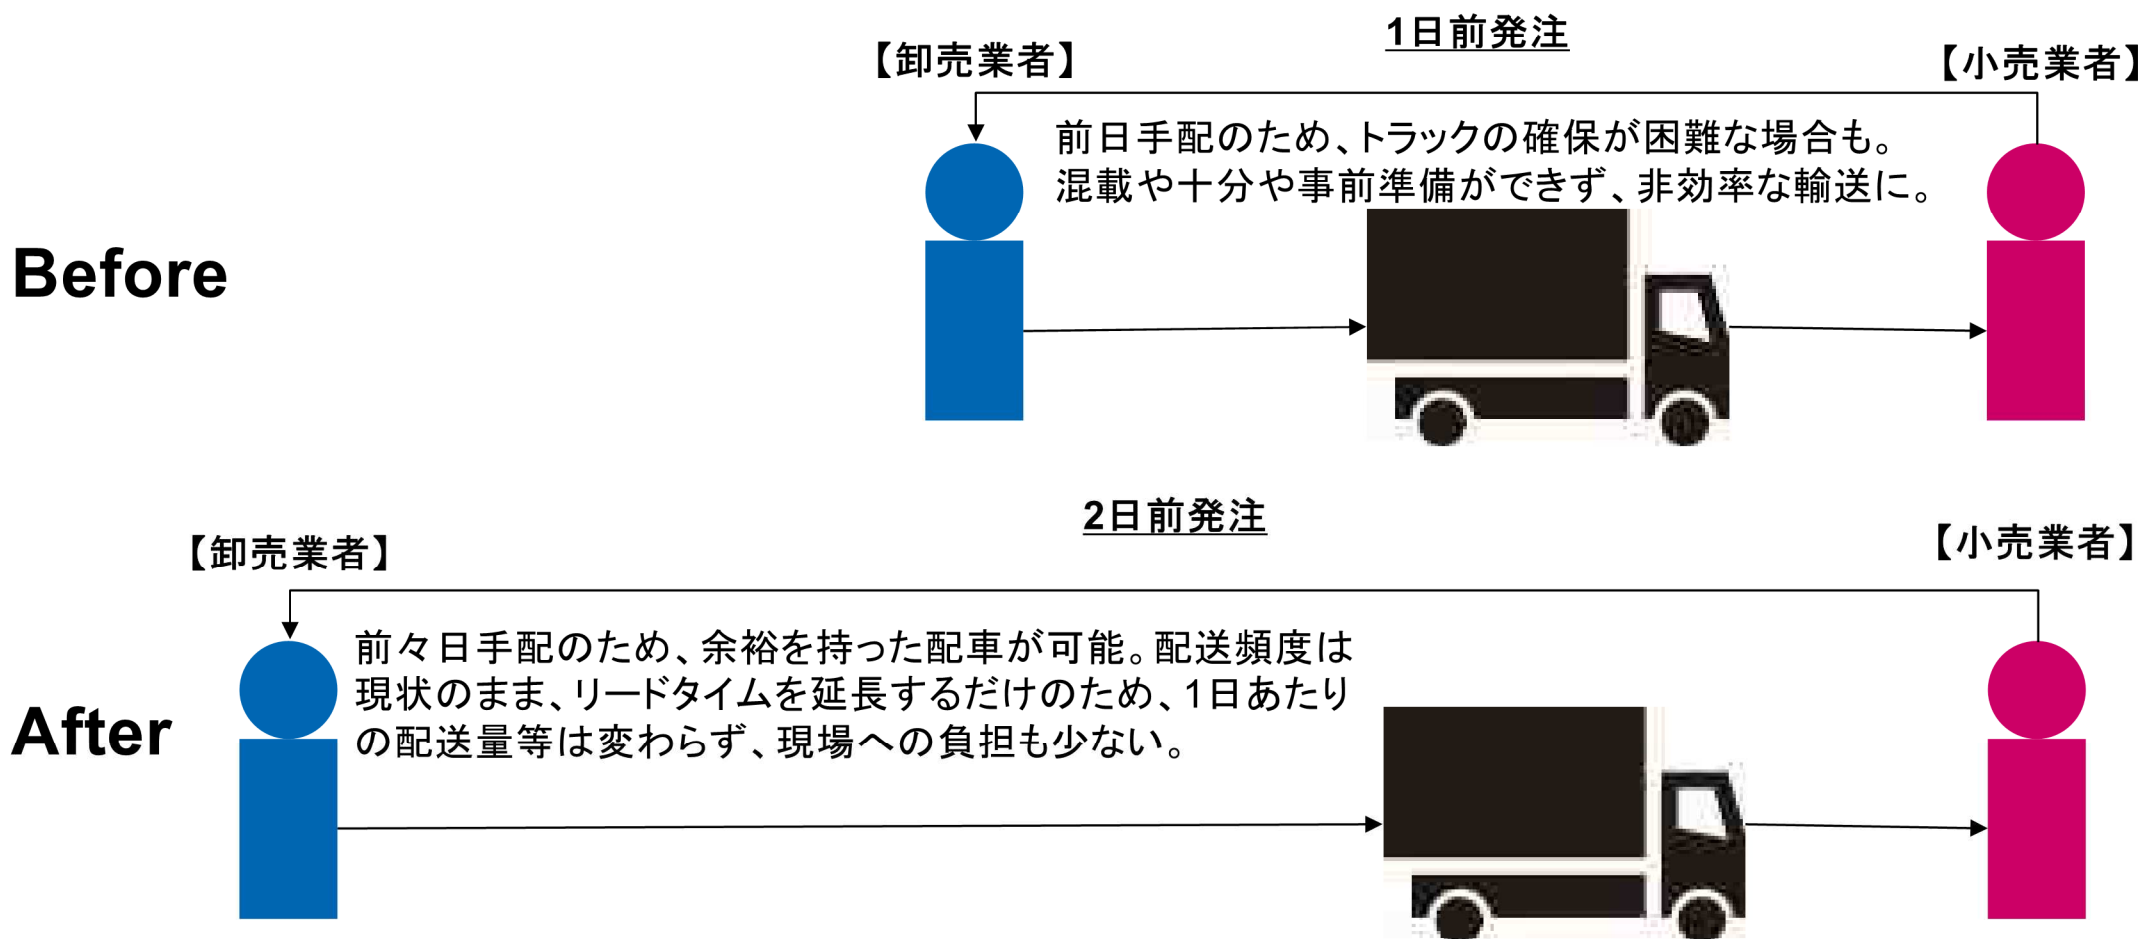 1日前発注
【卸売業者】
【小売業者】
前日手配のため、トラックの確保が困難な場合も。
混載や十分や事前準備ができず、非効率な輸送に。
Before
2日前発注
【卸売業者】
【小売業者】
前々日手配のため、余裕を持った配車が可能。配送頻度は
現状のまま、リードタイムを延長するだけのため、1日あたり
の配送量等は変わらず、現場への負担も少ない。
After